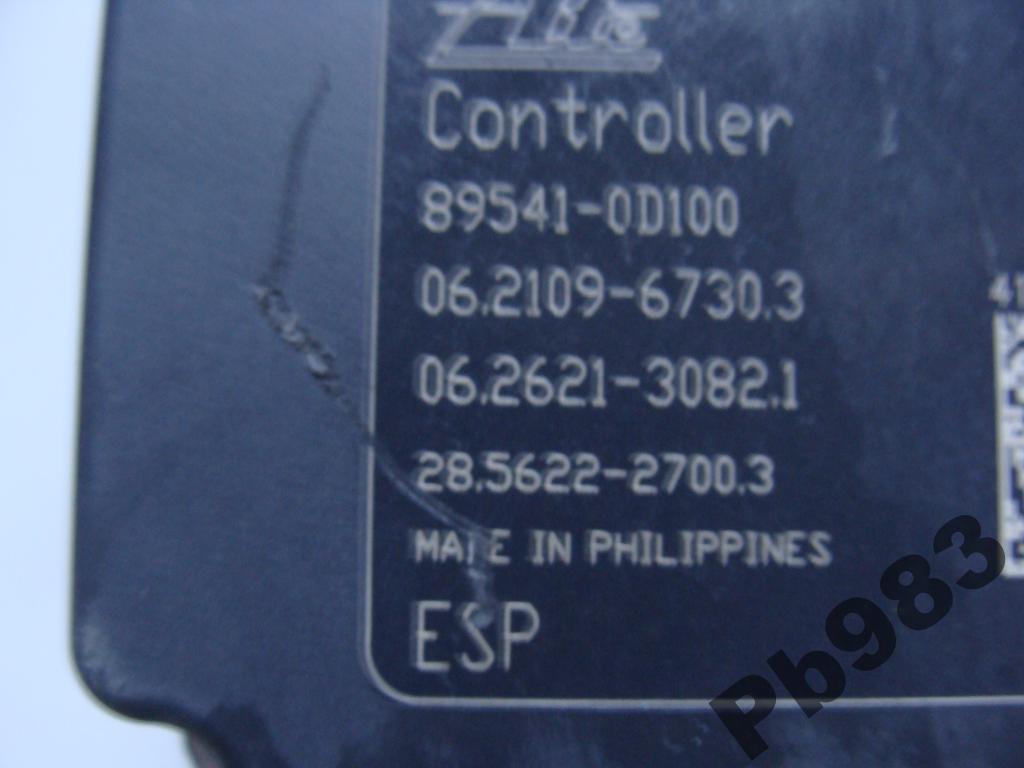 Controller
89541-0D100
06.2109-6730.3
41
06.2621-3082.1
28.5622-2700.3
MADE IN PHILIPPINES
ESP
Pb983